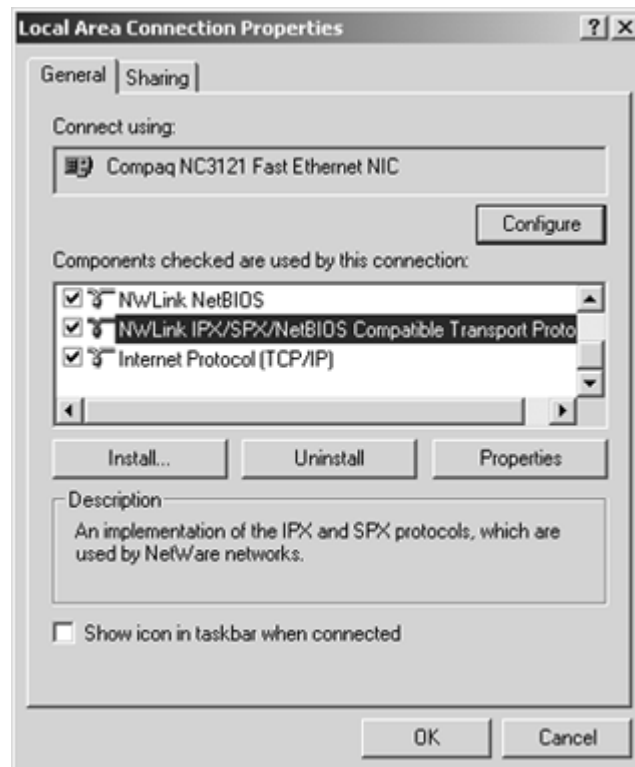 Local Area Connection Properties
General Sharing
Connect using:
Compaq NC3121 Fast Ethernet NIC
Configure
Components checked are used by this connection:
NWLink NetBIOS
NWLink IPX/SPX/NetBIOS Compatible Transport Proto
Internet Protocol (TCP/IP)
Install... Uninstall Properties
Description
An implementation of the IPX and SPX protocols, which are
used by NetWare networks.
Show icon in taskbar when connected
OK Cancel